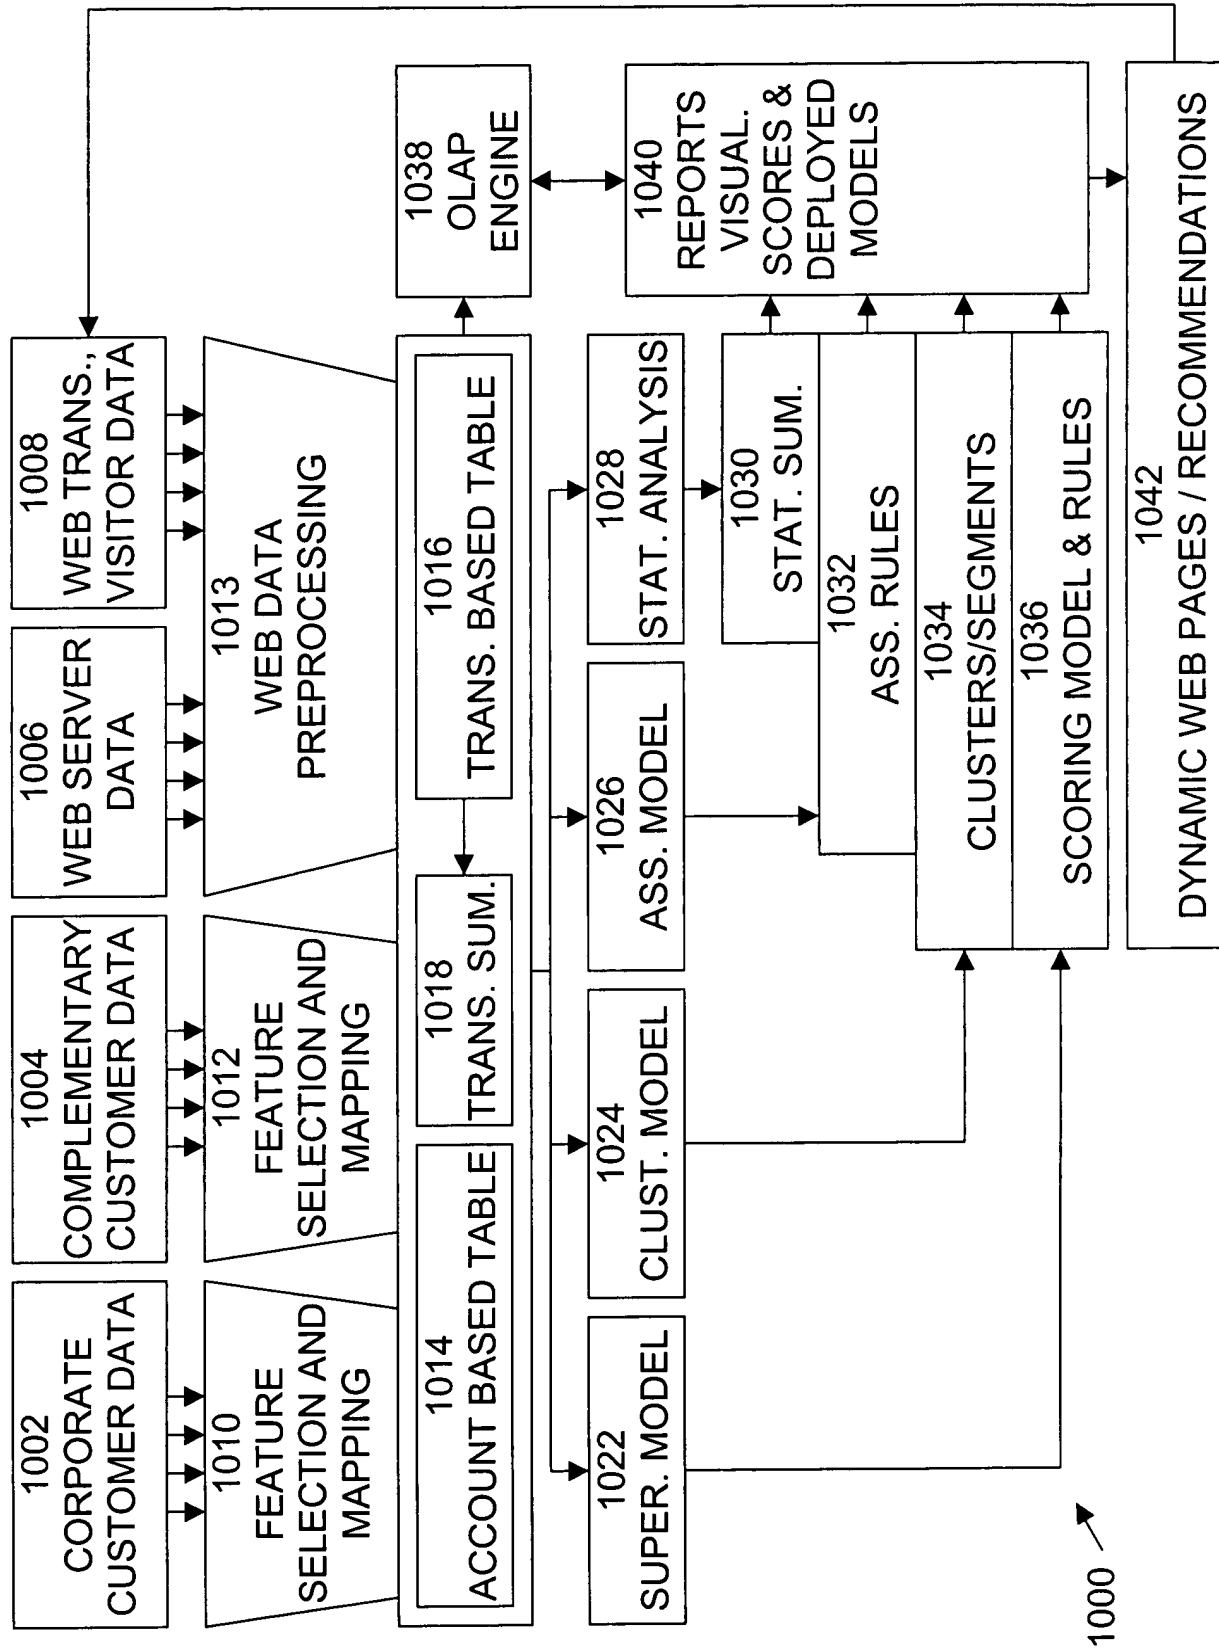 1002
CORPORATE
CUSTOMER DATA
1004
COMPLEMENTARY
CUSTOMER DATA
1006
WEB SERVER
DATA
1008
WEB TRANS.,
VISITOR DATA
1010
FEATURE
SELECTION AND
MAPPING
1012
FEATURE
SELECTION AND
MAPPING
1013
WEB DATA
PREPROCESSING
1014
ACCOUNT BASED TABLE
1018
TRANS. SUM.
1016
TRANS. BASED TABLE
1038
OLAP
ENGINE
1022
SUPER. MODEL
1024
CLUST. MODEL
1026
ASS. MODEL
1028
STAT. ANALYSIS
1030
STAT. SUM.
1032
ASS. RULES
1034
CLUSTERS/SEGMENTS
1036
SCORING MODEL & RULES
1040
REPORTS
VISUAL.
SCORES &
DEPLOYED
MODELS
1042
DYNAMIC WEB PAGES / RECOMMENDATIONS
1000